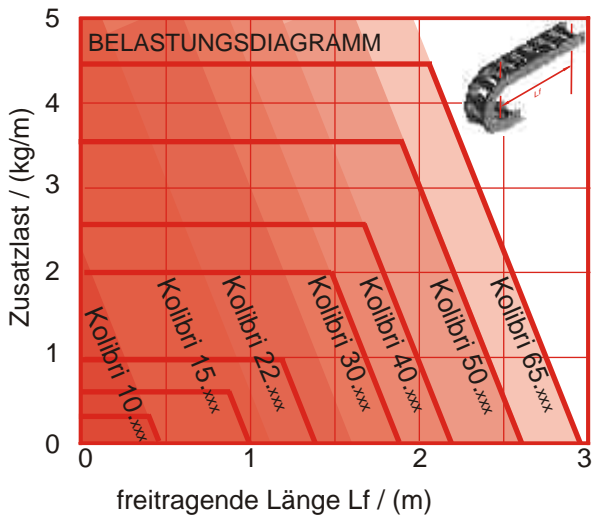 BELASTUNGSDIAGRAMM
Lf
5
4
3
2
1
0
Zusatzlast / (kg/m)
Kolibri 10.xxx
Kolibri 15.xxx
Kolibri 22.xxx
Kolibri 30.xxx
Kolibri 40.xxx
Kolibri 50.xxx
Kolibri 65.xxx
0
1
2
3
freitragende Länge Lf / (m)